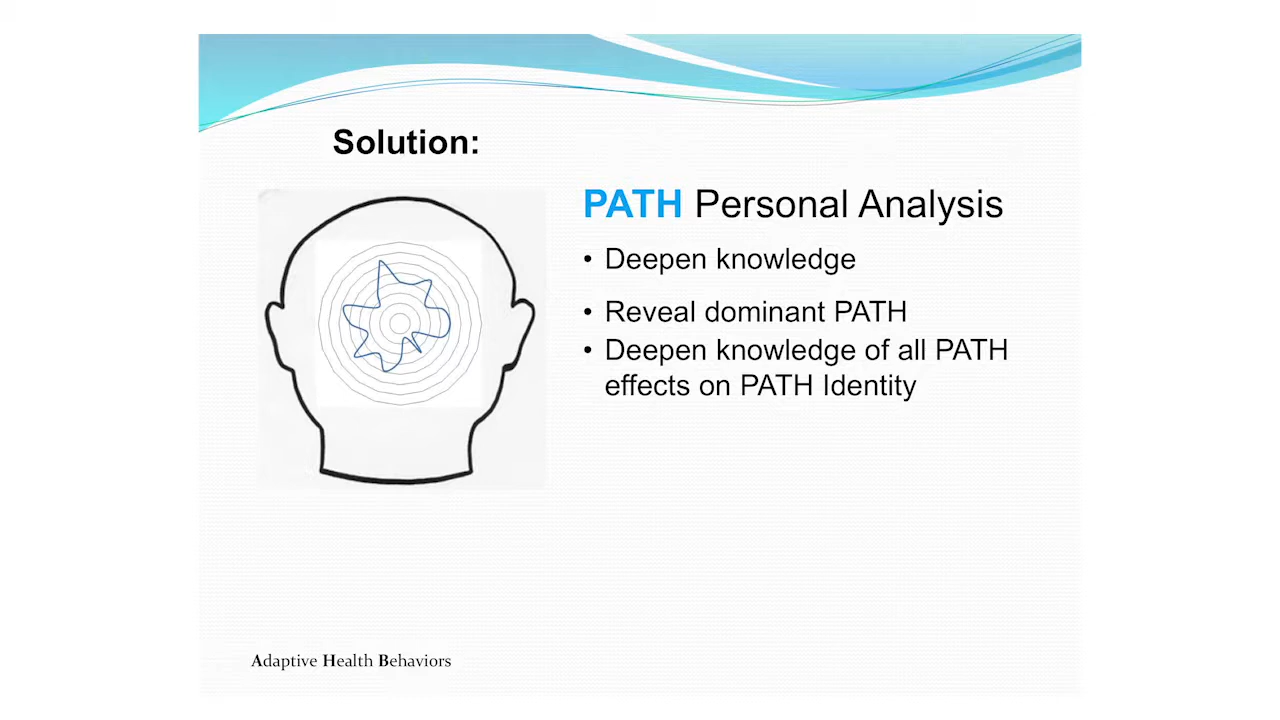 Solution:
PATH Personal Analysis
• Deepen knowledge
• Reveal dominant PATH
• Deepen knowledge of all PATH
effects on PATH Identity
Adaptive Health Behaviors